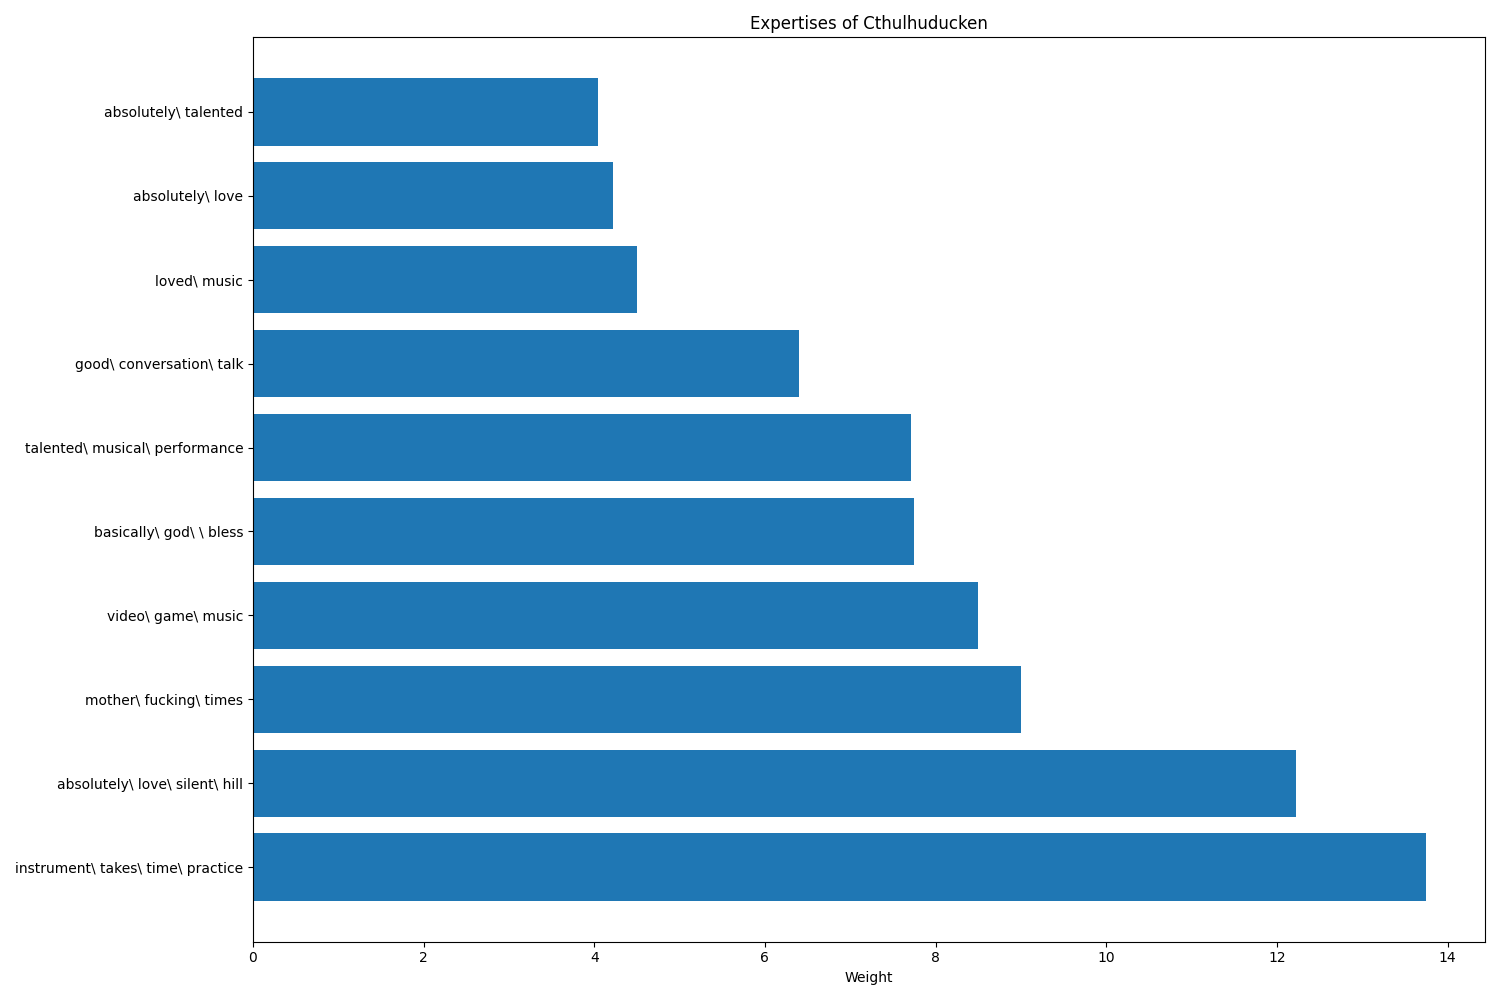 Expertises of Cthulhuducken
absolutely\ talented
absolutely\ love
loved\ music
good\ conversation\ talk
talented\ musical\ performance
basically\ god\ \ bless
video\ game\ music
mother\ fucking\ times
absolutely\ love\ silent\ hill
instrument\ takes\ time\ practice
0 2 4 6 8 10 12 14
Weight